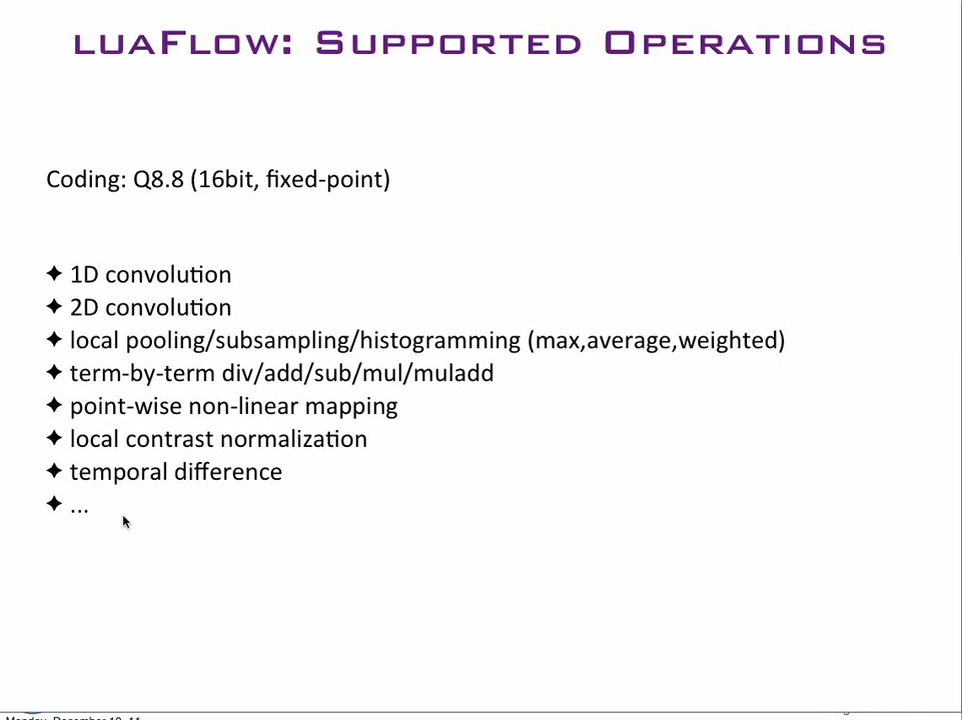 luaFlow: Supported Operations
Coding: Q8.8 (16bit, fixed-point)
✦ 1D convolution
✦ 2D convolution
✦ local pooling/subsampling/histogramming (max,average,weighted)
✦ term-by-term div/add/sub/mul/muladd
✦ point-wise non-linear mapping
✦ local contrast normalization
✦ temporal difference
✦ ...